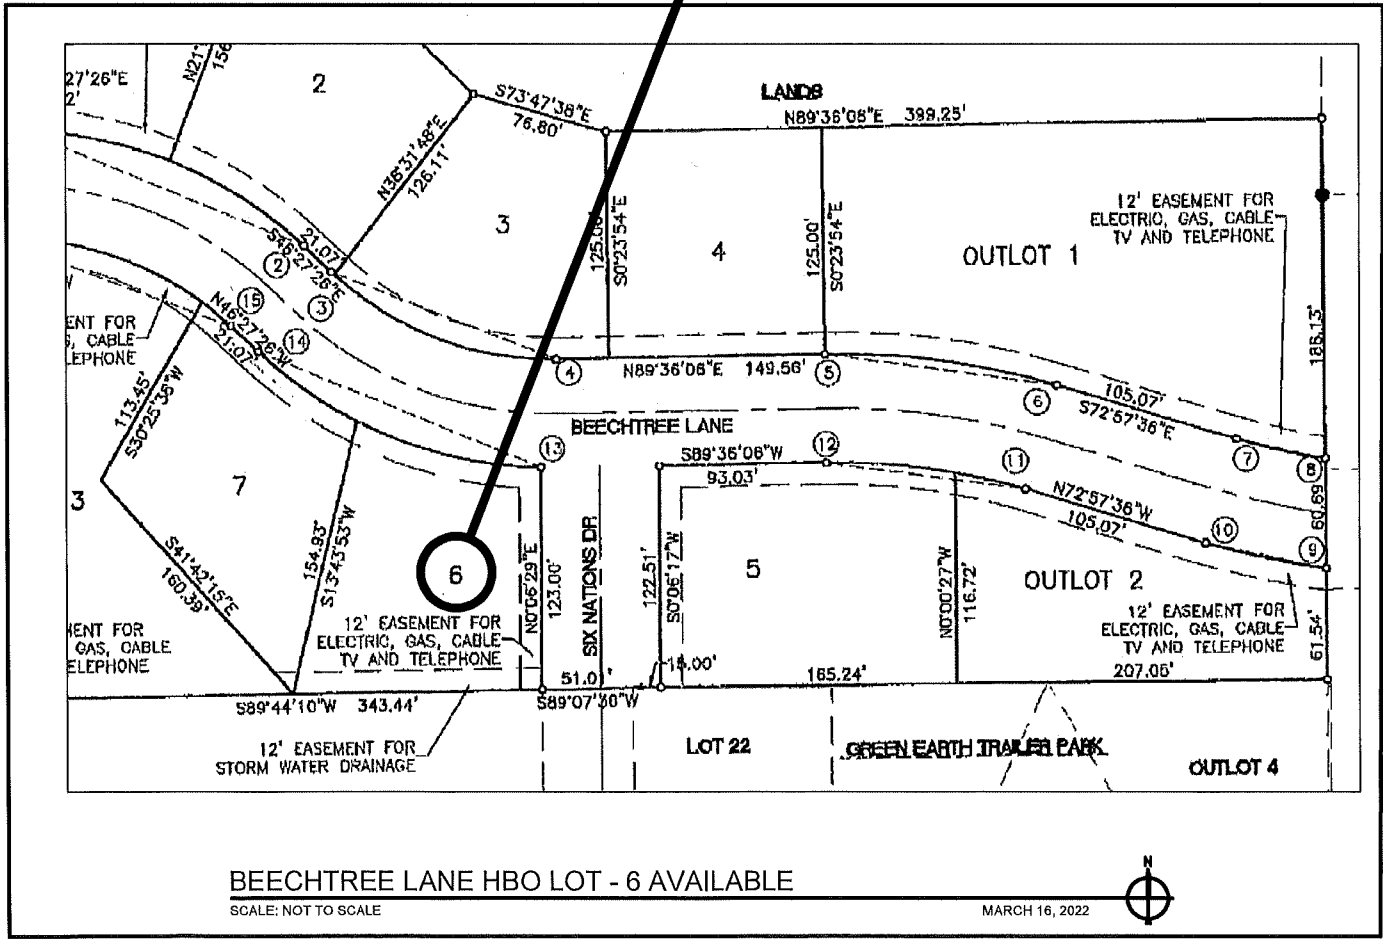 27'26"E
2'
N21°
156
2
S73°47'38"E
76.80'
LANDS
N89°36'08"E 399.25'
N36°31'48"E
126.11'
3
125.00'
S0°23'54"E
4
125.00'
S0°23'54"E
OUTLOT 1
12' EASEMENT FOR
ELECTRIC, GAS, CABLE
TV AND TELEPHONE
186.13'
21.07'
S46°27'26"E
2
3
15
N46°27'26"W
14
21.07'
ENT FOR
S, CABLE
LEPHONE
4
N89°36'06"E 149.56'
5
6
105.07'
S72°57'36"E
7
8
113.45'
S30°25'38"W
BEECHTREE LANE
13
S89°36'08"W
93.03'
12
11
N72°57'36"W
105.07'
10
60.69
9
3
7
154.93'
S13°43'53"W
S41°42'15"E
160.39'
6
N0°06'29"E
123.00'
SIX NATIONS DR.
122.51'
S0°06'17"W
5
N0°00'27"W
116.72'
OUTLOT 2
12' EASEMENT FOR
ELECTRIC, GAS, CABLE
TV AND TELEPHONE
61.54'
MENT FOR
GAS, CABLE
ELEPHONE
12' EASEMENT FOR
ELECTRIC, GAS, CABLE
TV AND TELEPHONE
51.01'
15.00'
165.24'
207.05'
S89°44'10"W 343.44'
S89°07'30"W
12' EASEMENT FOR
STORM WATER DRAINAGE
LOT 22
GREEN EARTH TRAILER PARK
OUTLOT 4
BEECHTREE LANE HBO LOT - 6 AVAILABLE
SCALE: NOT TO SCALE
MARCH 16, 2022
N